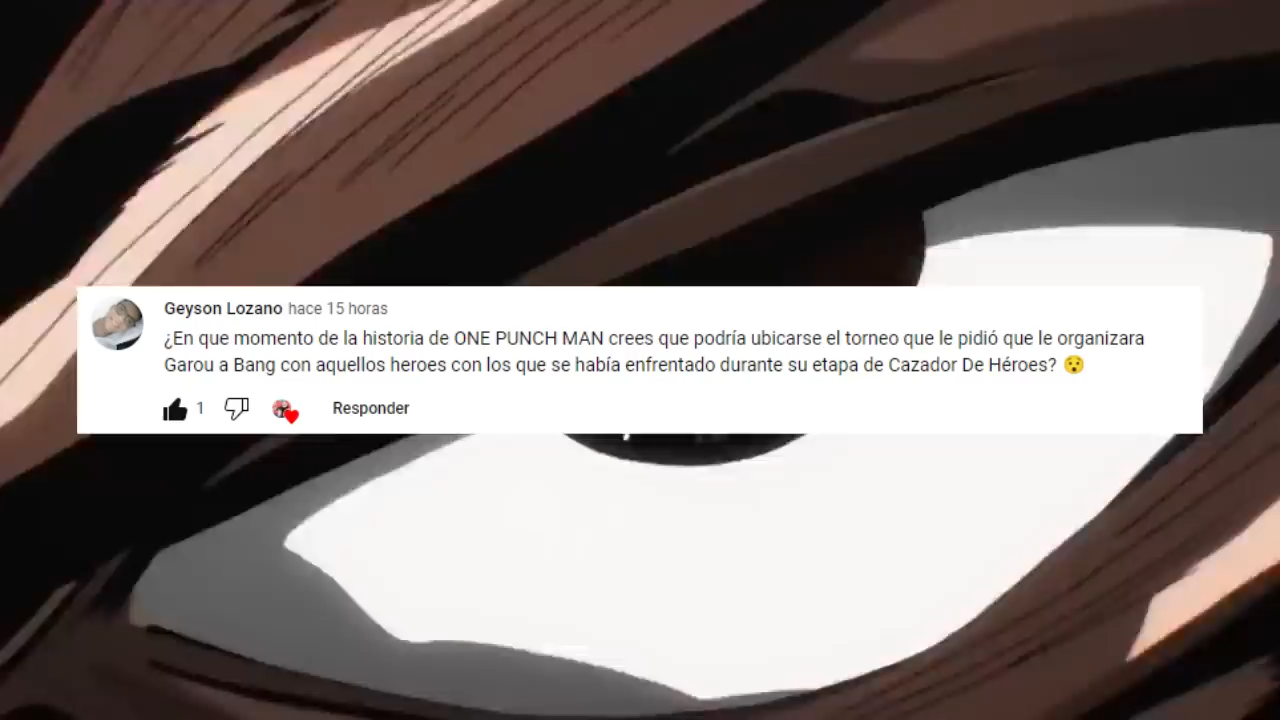 Geyson Lozano hace 15 horas
¿En que momento de la historia de ONE PUNCH MAN crees que podría ubicarse el torneo que le pidió que le organizara
Garou a Bang con aquellos heroes con los que se había enfrentado durante su etapa de Cazador De Héroes? 😯
1 Responder